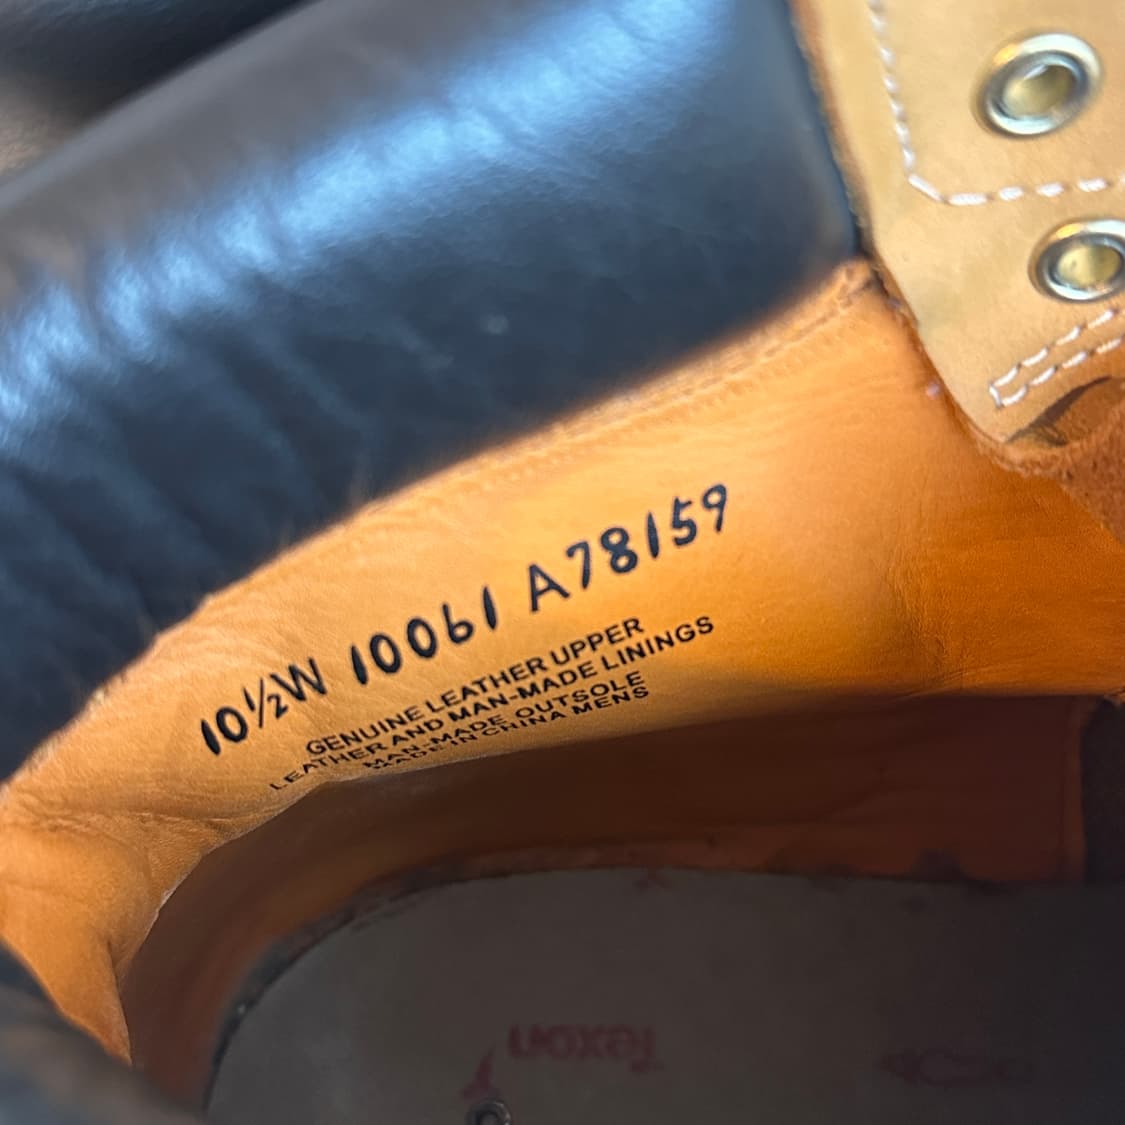 10½W 10061 A78159
GENUINE LEATHER UPPER
LEATHER AND MAN-MADE LININGS
MAN-MADE OUTSOLE
MADE IN CHINA MENS
texon